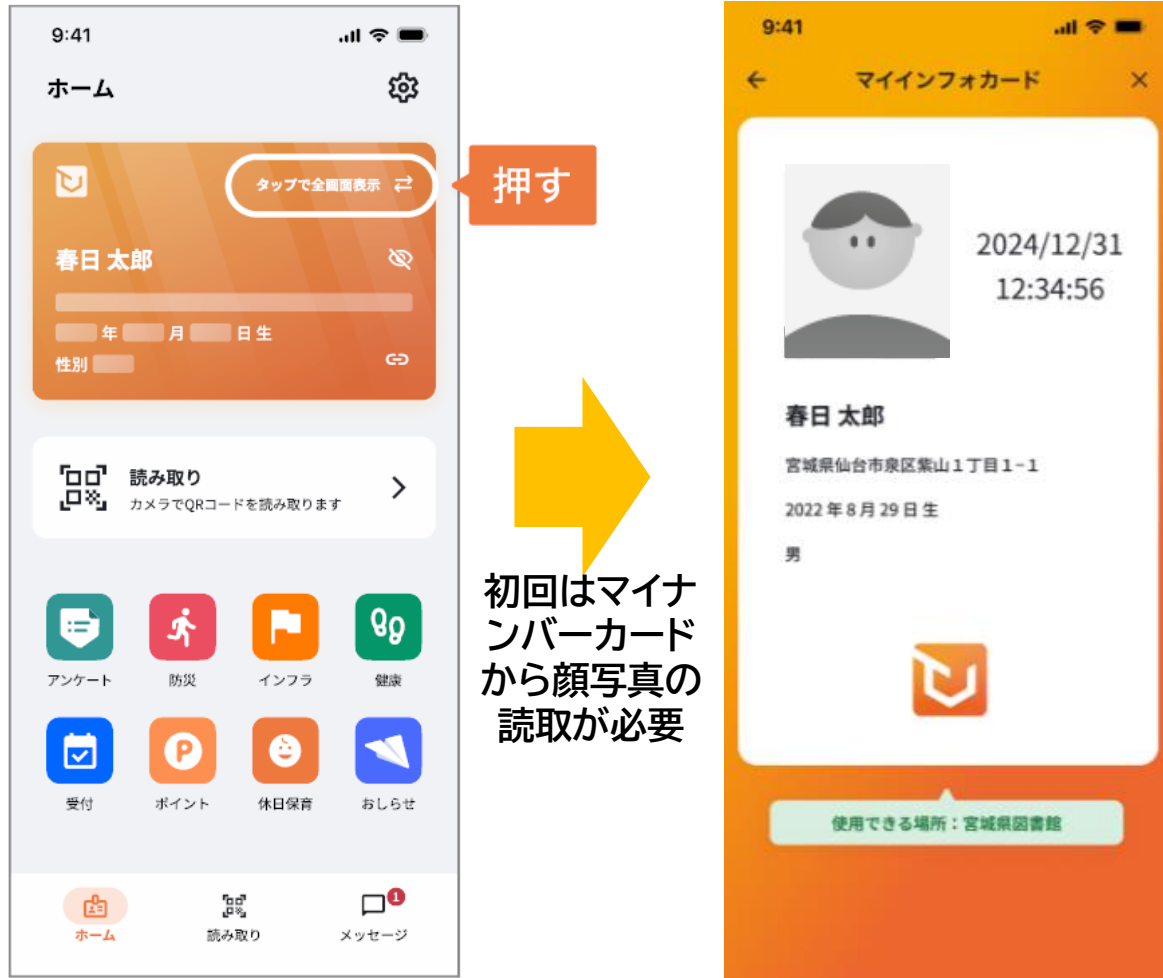 9:41
ホーム
タップで全画面表示
押す
春日 太郎
年 月 日生
性別
読み取り
カメラでQRコードを読み取ります
アンケート 防災 インフラ 健康
P
受付 ポイント 休日保育 おしらせ
1
ホーム 読み取り メッセージ
初回はマイナ
ンバーカード
から顔写真の
読取が必要
9:41
マイインフォカード
2024/12/31
12:34:56
春日 太郎
宮城県仙台市泉区紫山1丁目1-1
2022年8月29日生
男
使用できる場所：宮城県図書館